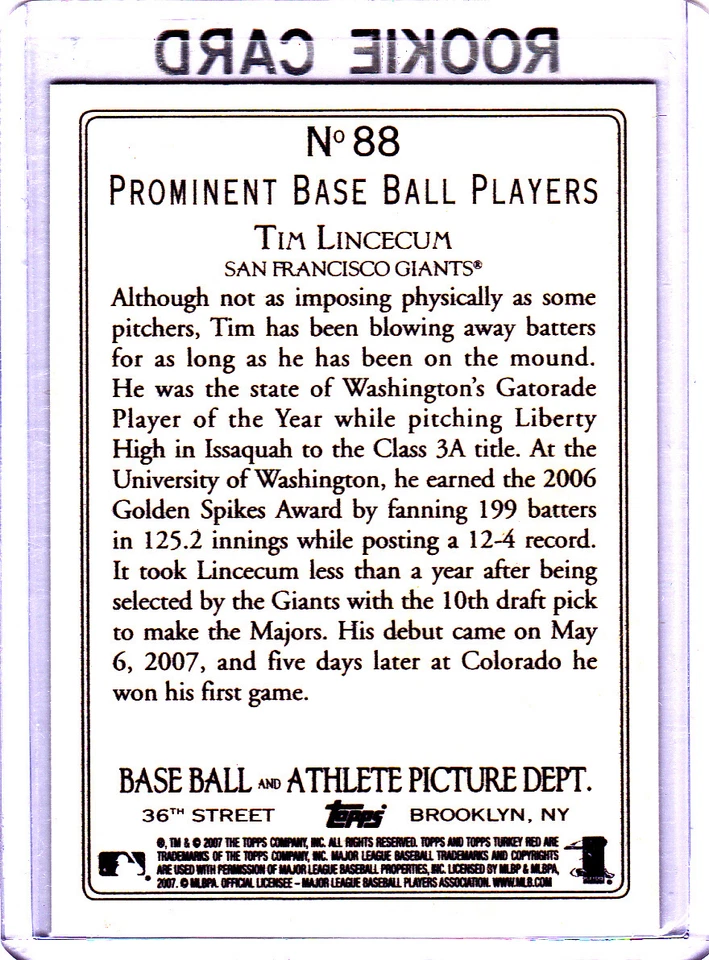 ROOKIE CARD
Nº 88
PROMINENT BASE BALL PLAYERS
TIM LINCECUM
SAN FRANCISCO GIANTS®
Although not as imposing physically as some
pitchers, Tim has been blowing away batters
for as long as he has been on the mound.
He was the state of Washington's Gatorade
Player of the Year while pitching Liberty
High in Issaquah to the Class 3A title. At the
University of Washington, he earned the 2006
Golden Spikes Award by fanning 199 batters
in 125.2 innings while posting a 12-4 record.
It took Lincecum less than a year after being
selected by the Giants with the 10th draft pick
to make the Majors. His debut came on May
6, 2007, and five days later at Colorado he
won his first game.
BASE BALL AND ATHLETE PICTURE DEPT.
36TH STREET Topps BROOKLYN, NY
®, TM & © 2007 THE TOPPS COMPANY, INC. ALL RIGHTS RESERVED. TOPPS AND TOPPS TURKEY RED ARE
TRADEMARKS OF THE TOPPS COMPANY, INC. MAJOR LEAGUE BASEBALL TRADEMARKS AND COPYRIGHTS
ARE USED WITH PERMISSION OF MAJOR LEAGUE BASEBALL PROPERTIES, INC. LICENSED BY MLBP & MLBPA,
2007. © MLBPA. OFFICIAL LICENSEE – MAJOR LEAGUE BASEBALL PLAYERS ASSOCIATION. WWW.MLB.COM